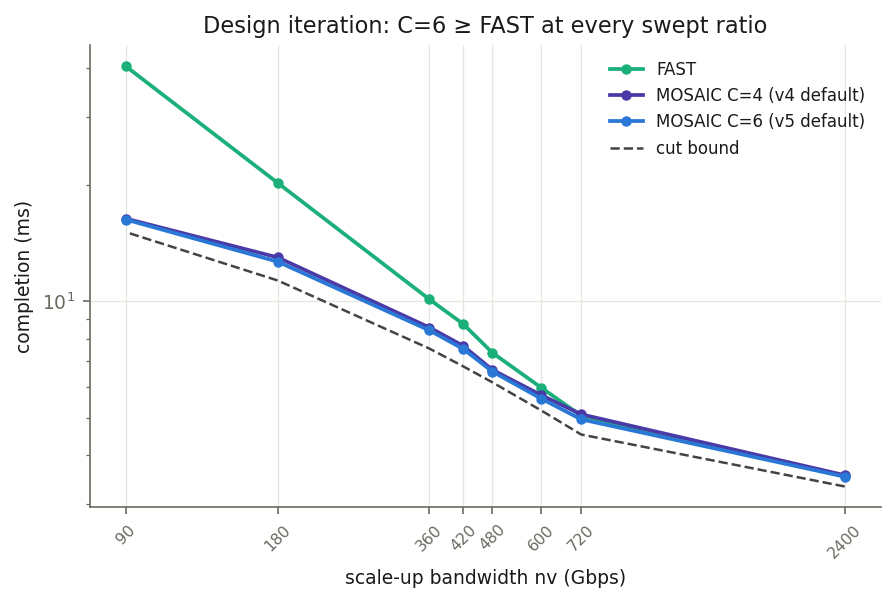 Design iteration: C=6 ≥ FAST at every swept ratio
FAST
MOSAIC C=4 (v4 default)
MOSAIC C=6 (v5 default)
cut bound
completion (ms)
10¹
90
180
360
420
480
600
720
2400
scale-up bandwidth nv (Gbps)